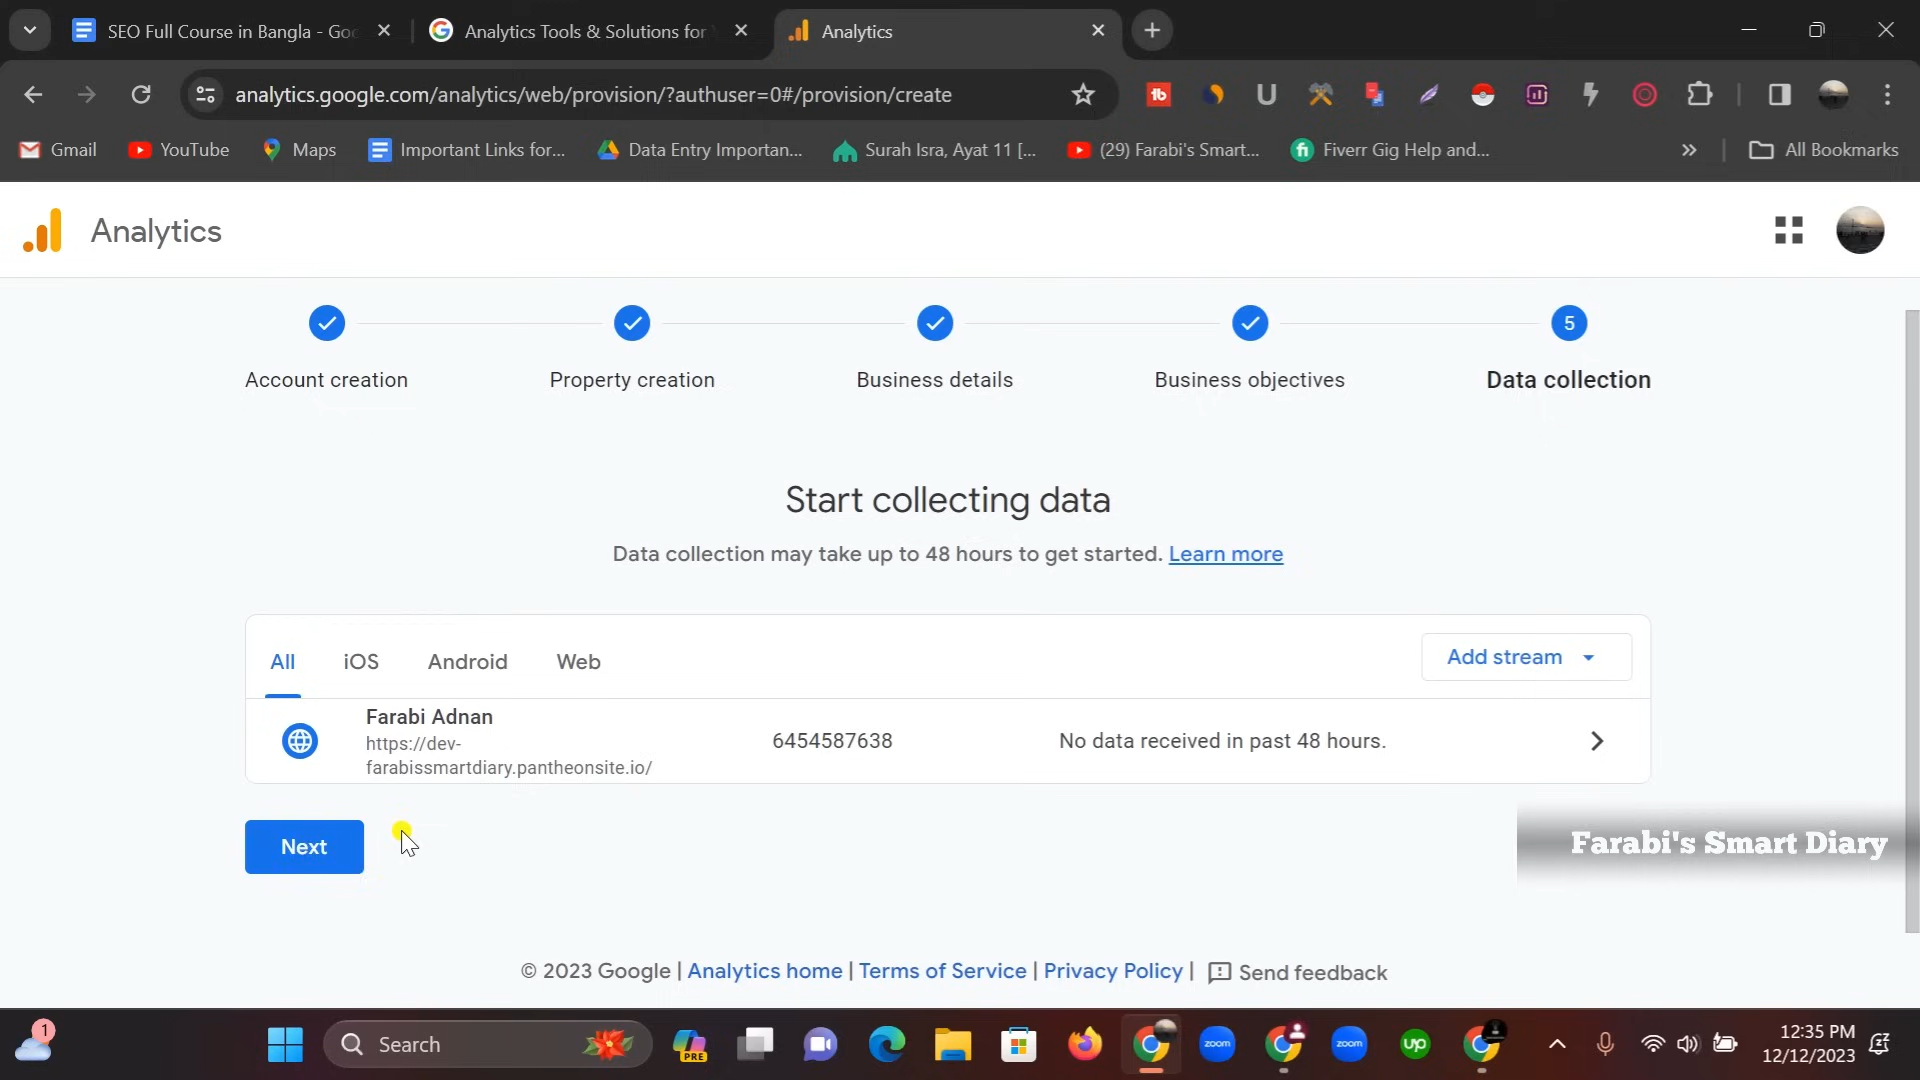 SEO Full Course in Bangla - Goo
Analytics Tools & Solutions for
Analytics
analytics.google.com/analytics/web/provision/?authuser=0#/provision/create
Gmail
YouTube
Maps
Important Links for...
Data Entry Importan...
Surah Isra, Ayat 11 [...
(29) Farabi's Smart...
Fiverr Gig Help and...
All Bookmarks
Analytics
Account creation
Property creation
Business details
Business objectives
5
Data collection
Start collecting data
Data collection may take up to 48 hours to get started. Learn more
All
iOS
Android
Web
Add stream
Farabi Adnan
https://dev-
farabissmartdiary.pantheonsite.io/
6454587638
No data received in past 48 hours.
Next
Farabi's Smart Diary
© 2023 Google | Analytics home | Terms of Service | Privacy Policy | Send feedback
1
Search
PRE
zoom
zoom
up
12:35 PM
12/12/2023